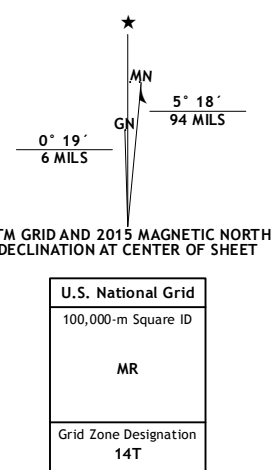 ★
MN
5° 18´
94 MILS
GN
0° 19´
6 MILS
TM GRID AND 2015 MAGNETIC NORTH
DECLINATION AT CENTER OF SHEET
U.S. National Grid
100,000-m Square ID
MR
Grid Zone Designation
14T